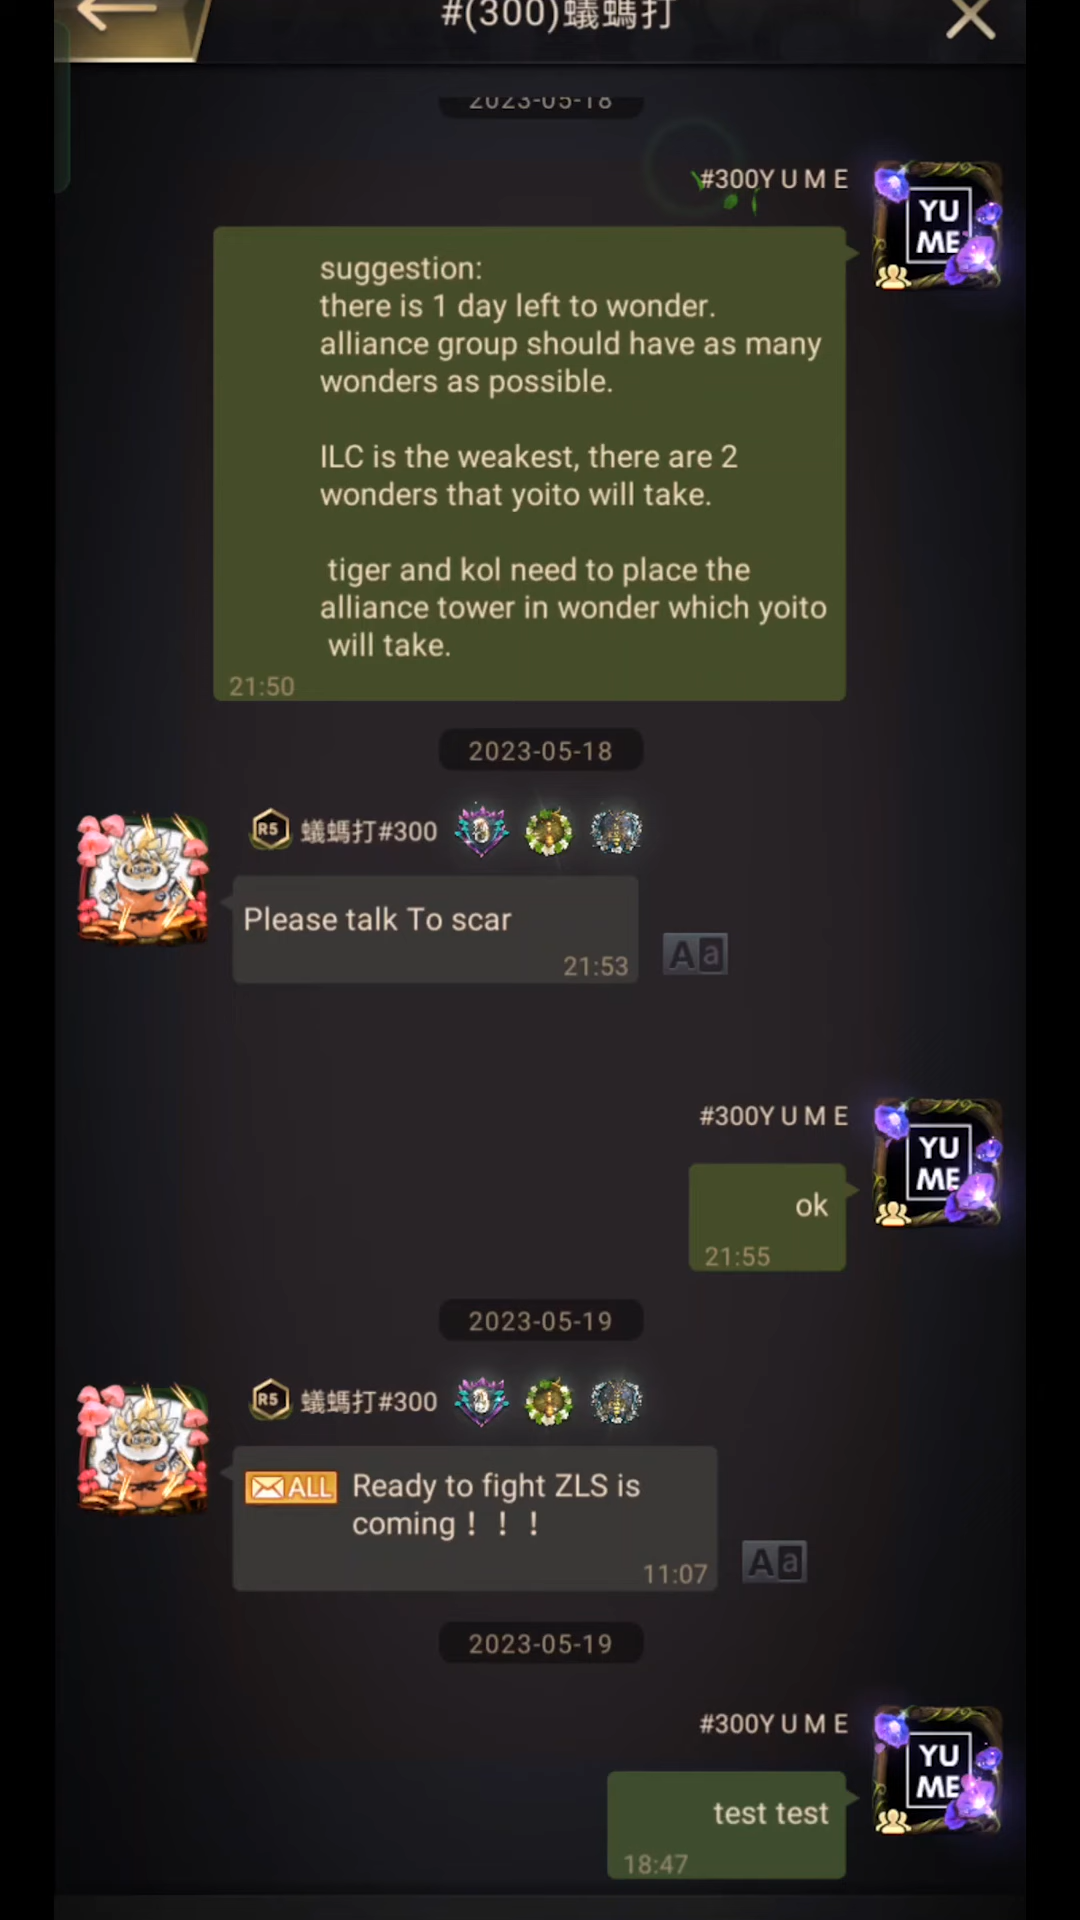 #(300)蟻螞打
2023-05-18
#300Y U M E
YU
ME
suggestion:
there is 1 day left to wonder.
alliance group should have as many
wonders as possible.
ILC is the weakest, there are 2
wonders that yoito will take.
tiger and kol need to place the
alliance tower in wonder which yoito
will take.
21:50
2023-05-18
R5 蟻螞打#300
Please talk To scar
21:53
Aa
#300Y U M E
YU
ME
ok
21:55
2023-05-19
R5 蟻螞打#300
ALL Ready to fight ZLS is
coming！！！
11:07
Aa
2023-05-19
#300Y U M E
YU
ME
test test
18:47